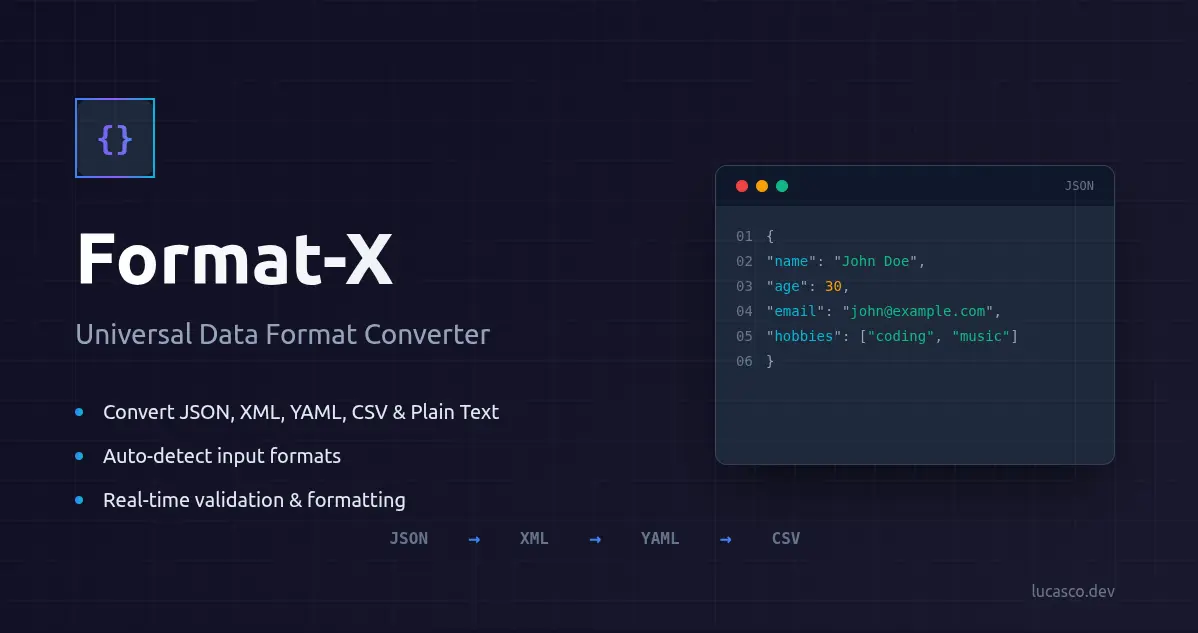 {}
Format-X
Universal Data Format Converter
Convert JSON, XML, YAML, CSV & Plain Text
Auto-detect input formats
Real-time validation & formatting
JSON
01 {
02 "name": "John Doe",
03 "age": 30,
04 "email": "john@example.com",
05 "hobbies": ["coding", "music"]
06 }
JSON → XML → YAML → CSV
lucasco.dev